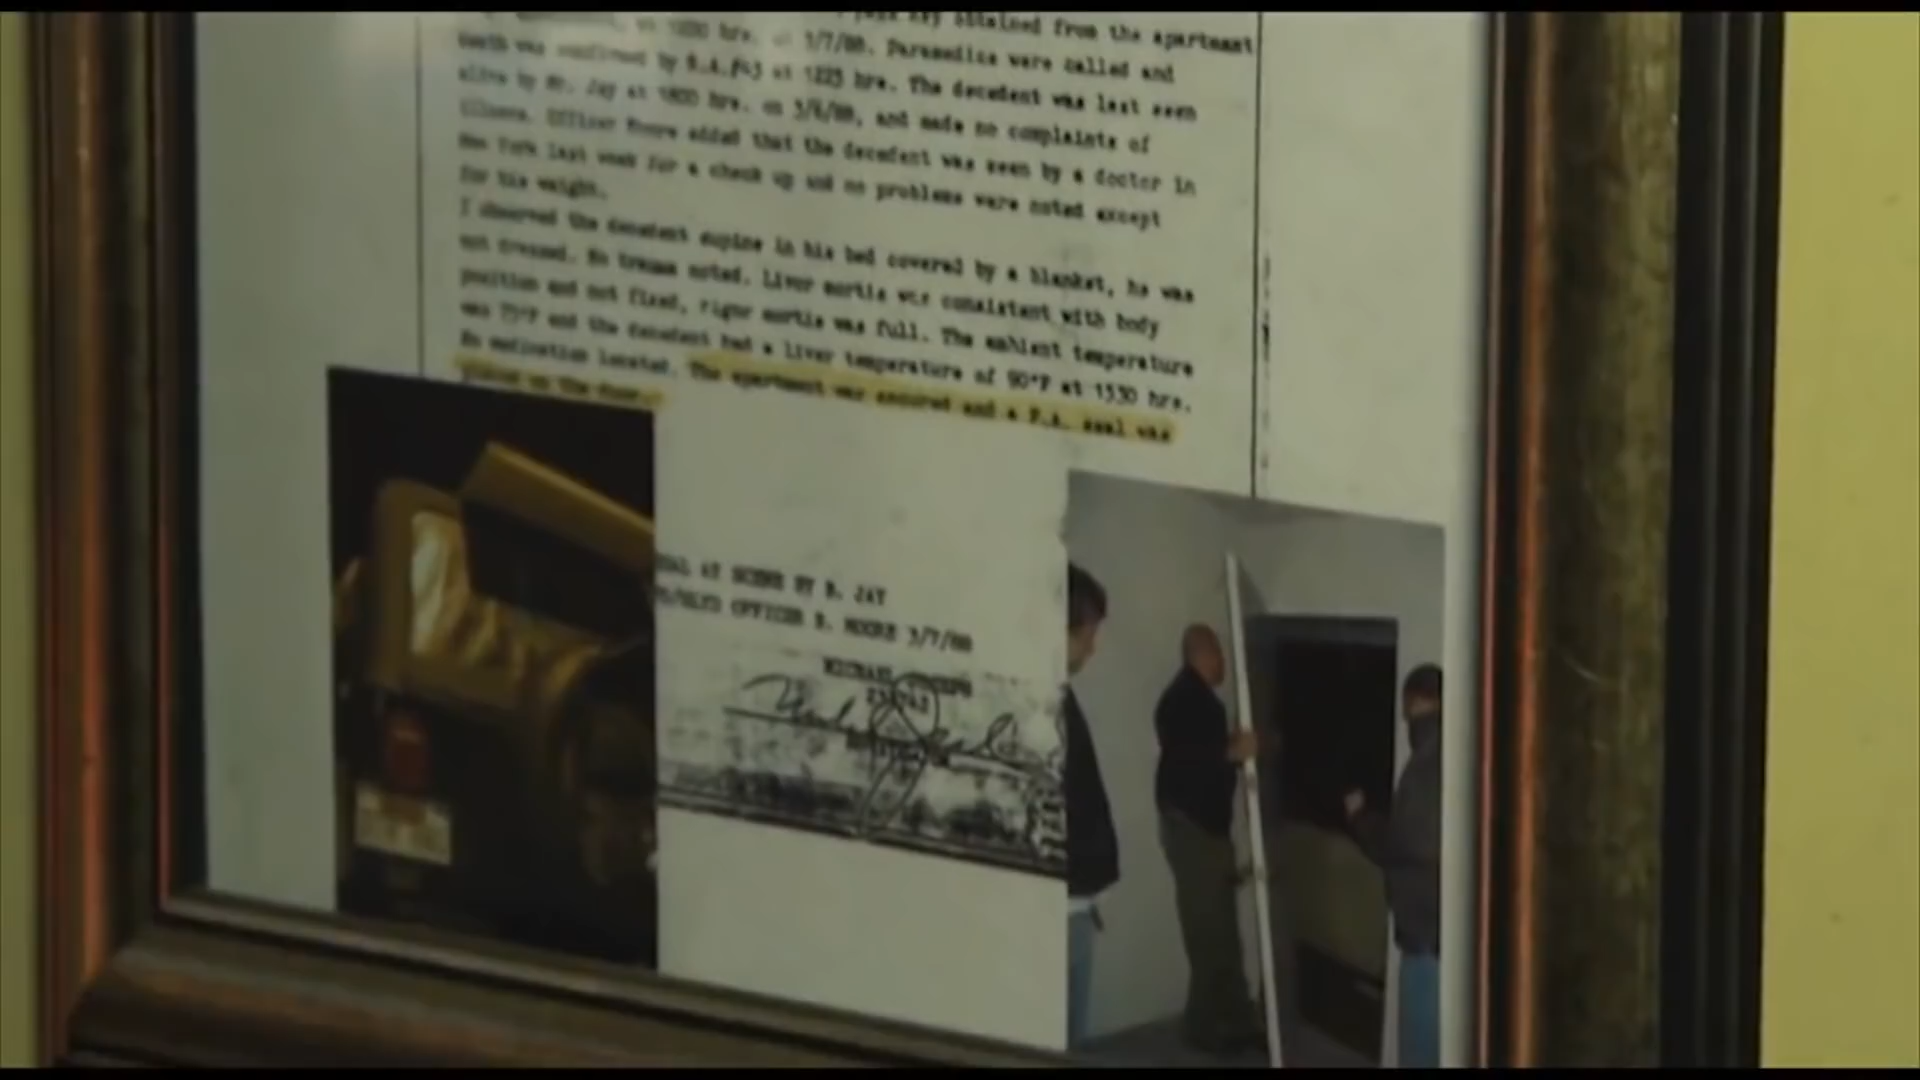 key obtained from the apartment
hrs. 3/7/88. Paramedics were called and
death was confirmed by R.A.#43 at 1225 hrs. The decedent was last seen
alive by Mr. Jay at 1800 hrs. on 3/6/88, and made no complaints of
illness. Officer Moore added that the decedent was seen by a doctor in
New York last week for a check up and no problems were noted except
for his weight.
I observed the decedent supine in his bed covered by a blanket, he was
not dressed. No trauma noted. Livor mortis was consistent with body
position and not fixed, rigor mortis was full. The ambient temperature
was 75°F and the decedent had a liver temperature of 90°F at 1330 hrs.
No medication located. The apartment was secured and a P.A. seal was
placed on the door.
AT SCENE BY B. JAY
OFFICER B. MOORE 3/7/88
MICHAEL